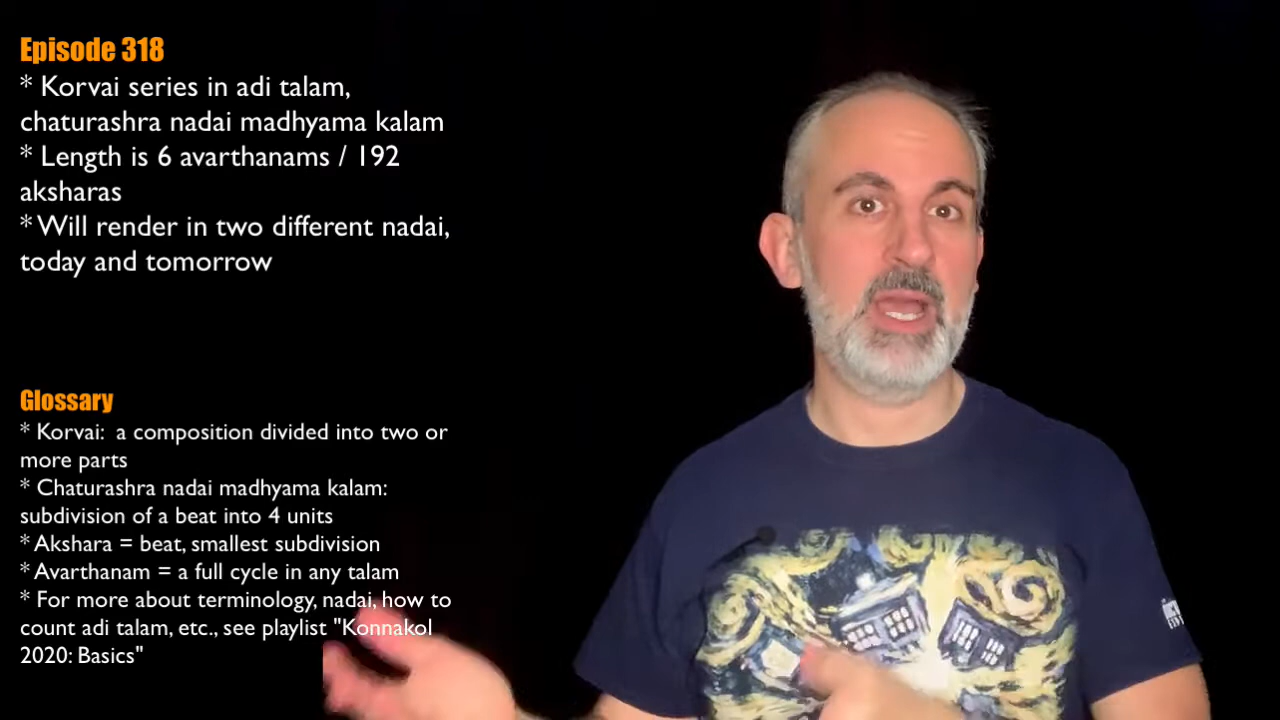 Episode 318
* Korvai series in adi talam,
chaturashra nadai madhyama kalam
* Length is 6 avarthanams / 192
aksharas
* Will render in two different nadai,
today and tomorrow
Glossary
* Korvai: a composition divided into two or
more parts
* Chaturashra nadai madhyama kalam:
subdivision of a beat into 4 units
* Akshara = beat, smallest subdivision
* Avarthanam = a full cycle in any talam
* For more about terminology, nadai, how to
count adi talam, etc., see playlist "Konnakol
2020: Basics"